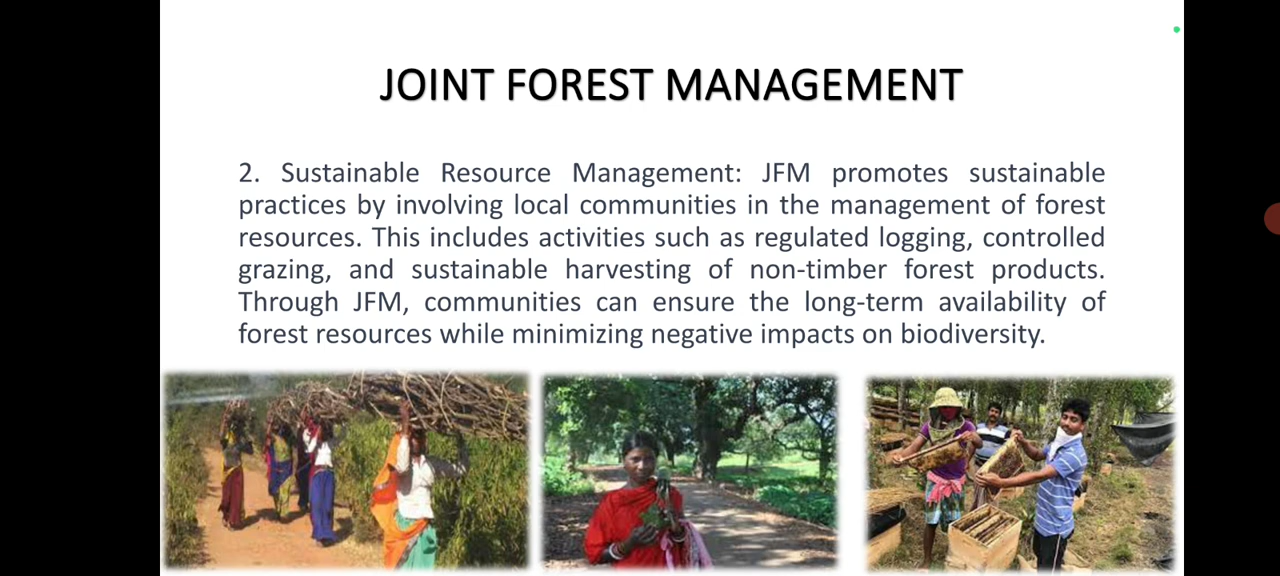 JOINT FOREST MANAGEMENT
2. Sustainable Resource Management: JFM promotes sustainable
practices by involving local communities in the management of forest
resources. This includes activities such as regulated logging, controlled
grazing, and sustainable harvesting of non-timber forest products.
Through JFM, communities can ensure the long-term availability of
forest resources while minimizing negative impacts on biodiversity.